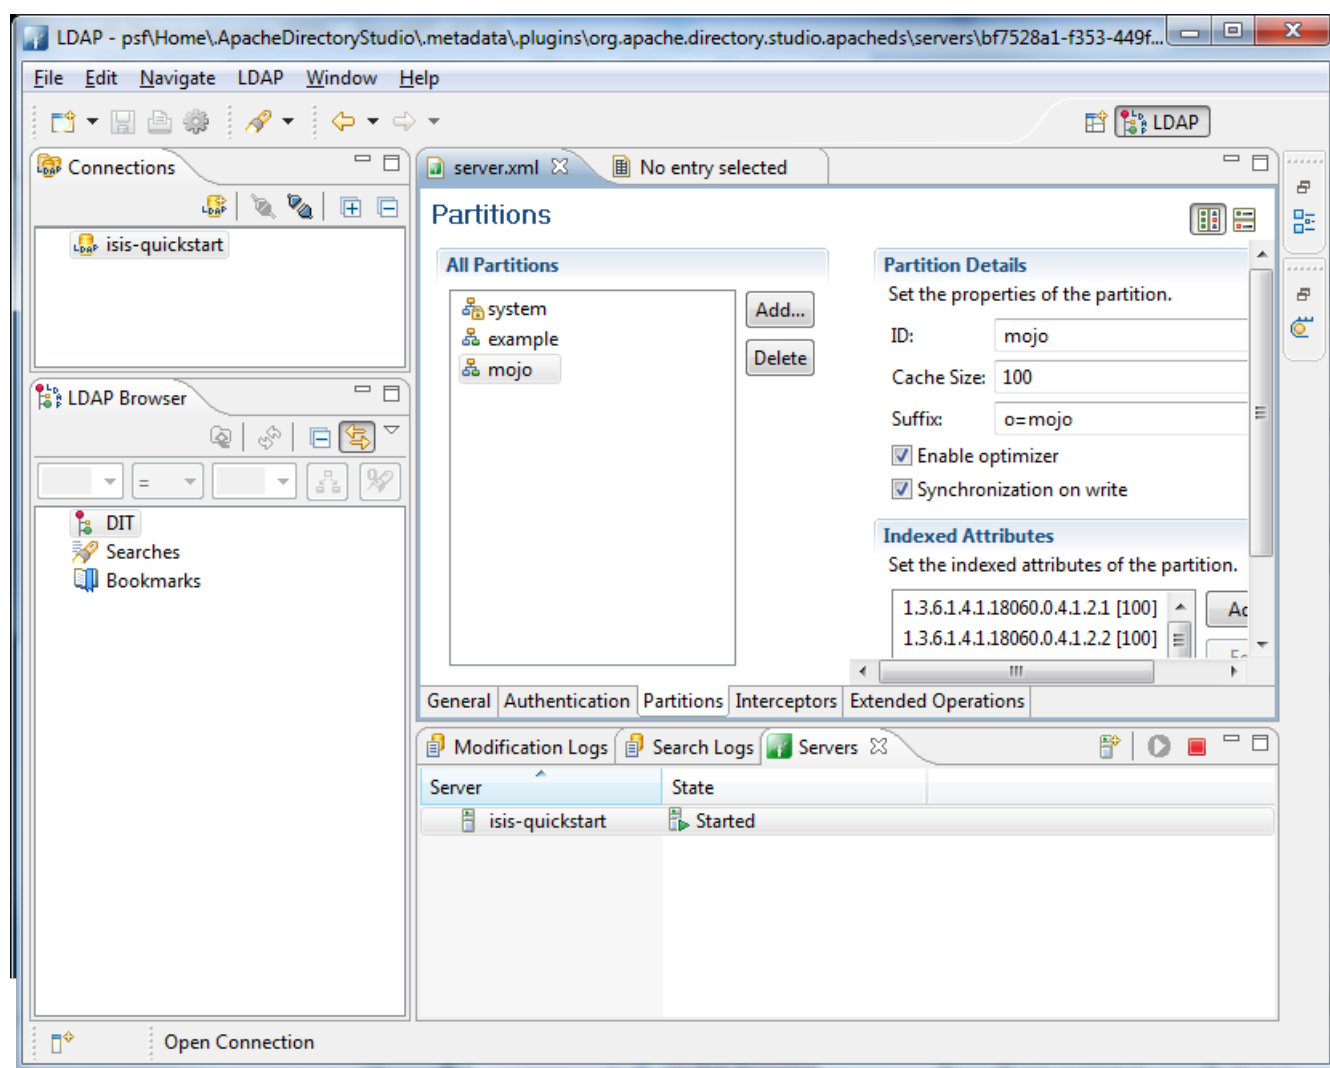 LDAP - psf\Home\.ApacheDirectoryStudio\.metadata\.plugins\org.apache.directory.studio.apacheds\servers\bf7528a1-f353-449f...
File Edit Navigate LDAP Window Help
LDAP
Connections
isis-quickstart
LDAP Browser
=
DIT
Searches
Bookmarks
server.xml
No entry selected
Partitions
All Partitions
system
example
mojo
Add...
Delete
Partition Details
Set the properties of the partition.
ID: mojo
Cache Size: 100
Suffix: o=mojo
Enable optimizer
Synchronization on write
Indexed Attributes
Set the indexed attributes of the partition.
1.3.6.1.4.1.18060.0.4.1.2.1 [100]
1.3.6.1.4.1.18060.0.4.1.2.2 [100]
General Authentication Partitions Interceptors Extended Operations
Modification Logs Search Logs Servers
Server State
isis-quickstart Started
Open Connection